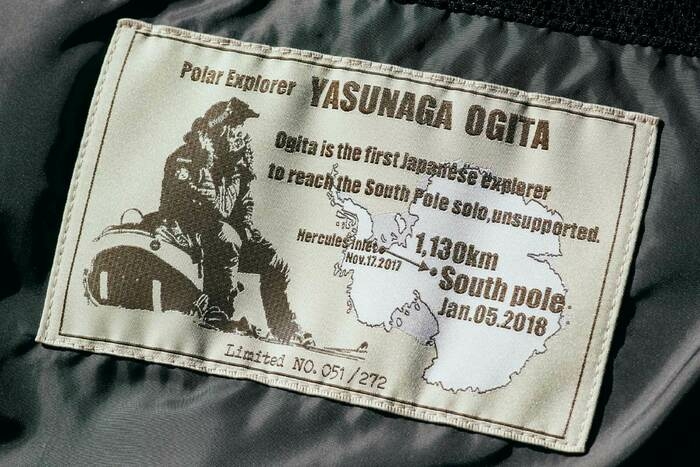 Polar Explorer YASUNAGA OGITA
Ogita is the first Japanese explorer
to reach the South Pole solo,unsupported.
Hercules Inlet
Nov.17.2017
1,130km
South pole
Jan.05.2018
Limited NO. 051/272